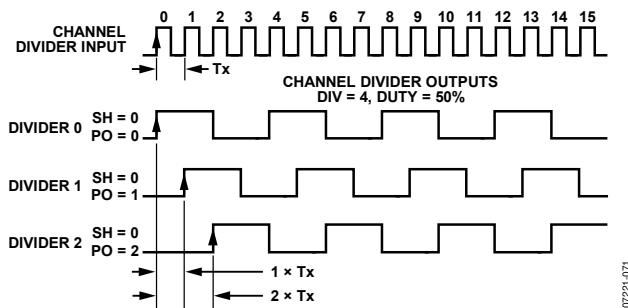 0 1 2 3 4 5 6 7 8 9 10 11 12 13 14 15
CHANNEL
DIVIDER INPUT
Tx
CHANNEL DIVIDER OUTPUTS
DIV = 4, DUTY = 50%
DIVIDER 0
SH = 0
PO = 0
DIVIDER 1
SH = 0
PO = 1
DIVIDER 2
SH = 0
PO = 2
1 × Tx
2 × Tx
07221-071